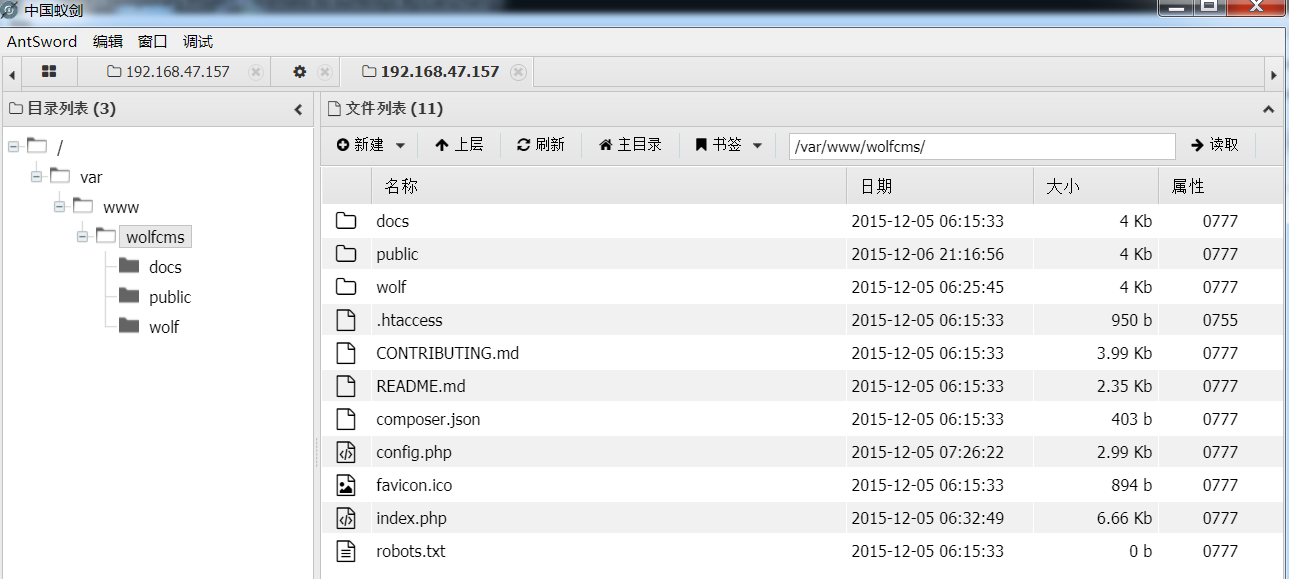 中国蚁剑
AntSword 编辑 窗口 调试
192.168.47.157 192.168.47.157
目录列表 (3)
/
var
www
wolfcms
docs
public
wolf
文件列表 (11)
新建 上层 刷新 主目录 书签 /var/www/wolfcms/ 读取
名称 日期 大小 属性
docs 2015-12-05 06:15:33 4 Kb 0777
public 2015-12-06 21:16:56 4 Kb 0777
wolf 2015-12-05 06:25:45 4 Kb 0777
.htaccess 2015-12-05 06:15:33 950 b 0755
CONTRIBUTING.md 2015-12-05 06:15:33 3.99 Kb 0777
README.md 2015-12-05 06:15:33 2.35 Kb 0777
composer.json 2015-12-05 06:15:33 403 b 0777
config.php 2015-12-05 07:26:22 2.99 Kb 0777
favicon.ico 2015-12-05 06:15:33 894 b 0777
index.php 2015-12-05 06:32:49 6.66 Kb 0777
robots.txt 2015-12-05 06:15:33 0 b 0777